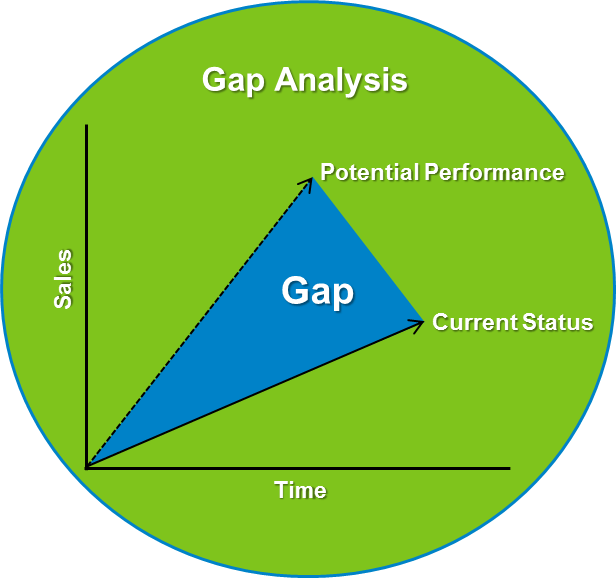 Gap Analysis
Potential Performance
Sales
Gap
Current Status
Time